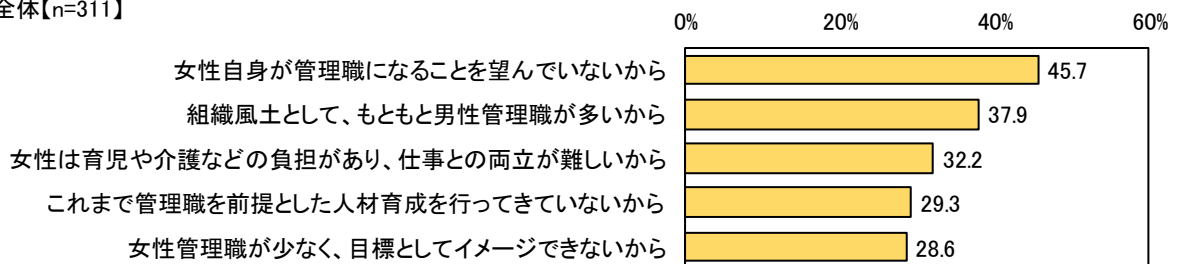 全体【n=311】
0% 20% 40% 60%
女性自身が管理職になることを望んでいないから 45.7
組織風土として、もともと男性管理職が多いから 37.9
女性は育児や介護などの負担があり、仕事との両立が難しいから 32.2
これまで管理職を前提とした人材育成を行ってきていないから 29.3
女性管理職が少なく、目標としてイメージできないから 28.6